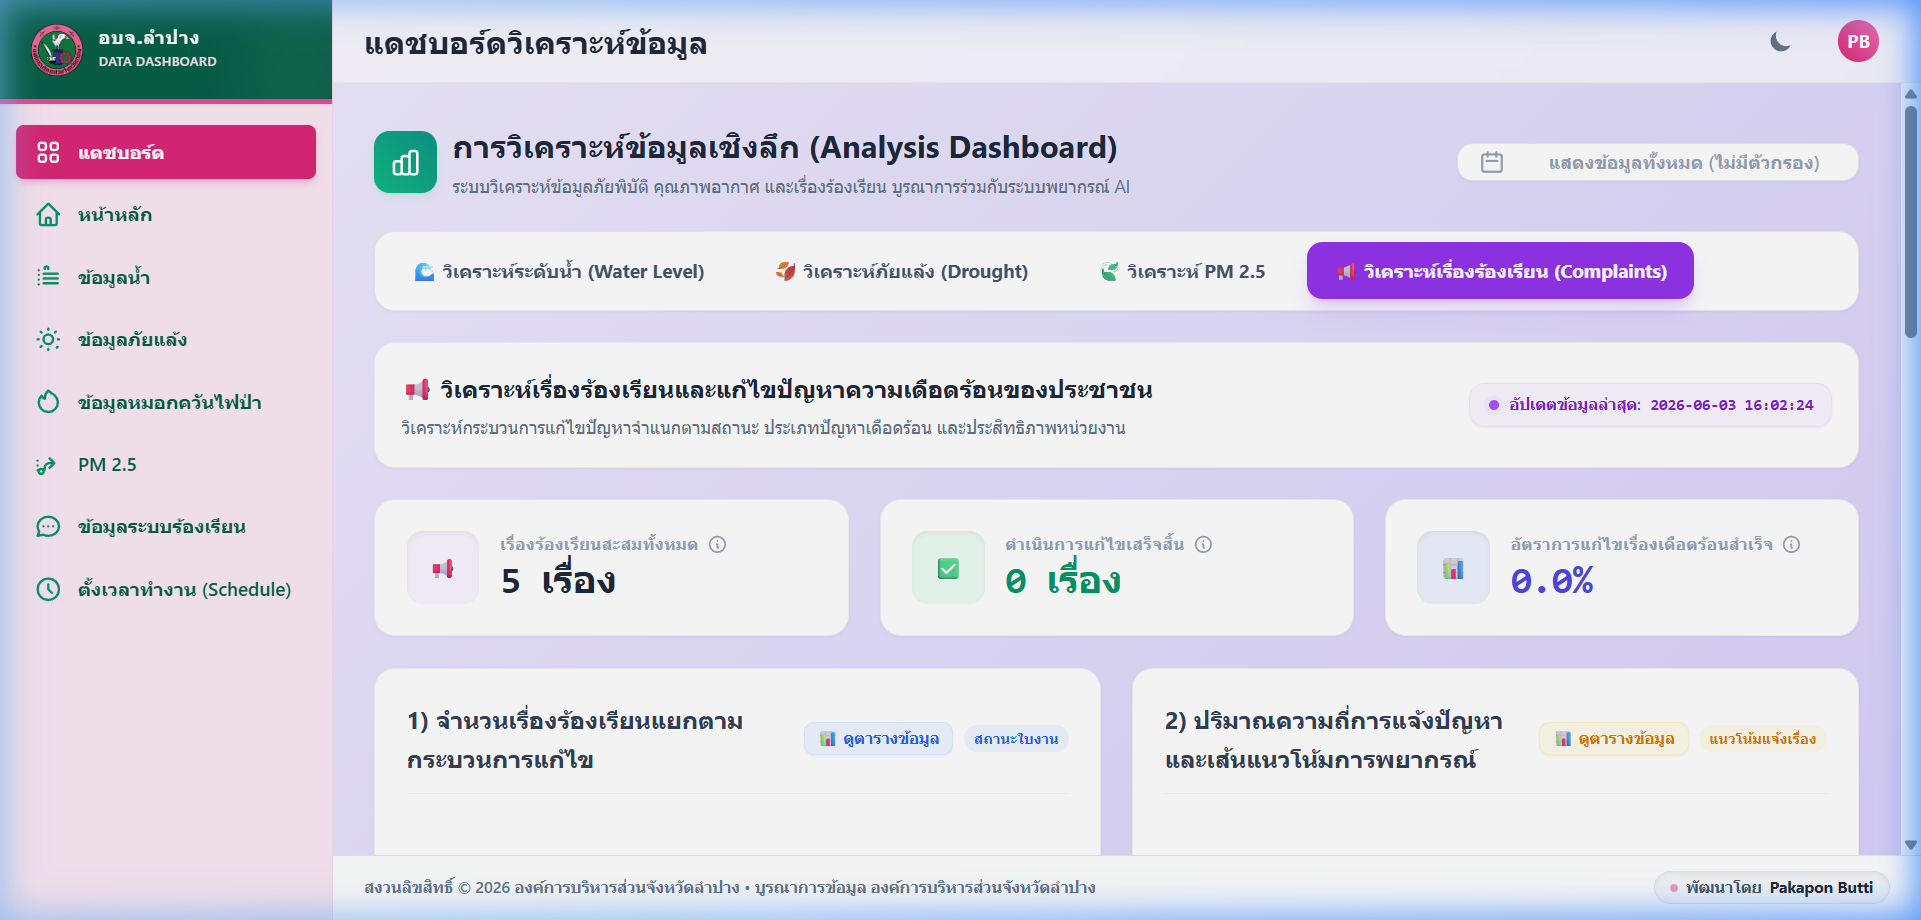 อบจ.ลำปาง
DATA DASHBOARD
แดชบอร์ด
หน้าหลัก
ข้อมูลน้ำ
ข้อมูลภัยแล้ง
ข้อมูลหมอกควันไฟป่า
PM 2.5
ข้อมูลระบบร้องเรียน
ตั้งเวลาทำงาน (Schedule)
แดชบอร์ดวิเคราะห์ข้อมูล
PB
การวิเคราะห์ข้อมูลเชิงลึก (Analysis Dashboard)
ระบบวิเคราะห์ข้อมูลภัยพิบัติ คุณภาพอากาศ และเรื่องร้องเรียน บูรณาการร่วมกับระบบพยากรณ์ AI
แสดงข้อมูลทั้งหมด (ไม่มีตัวกรอง)
วิเคราะห์ระดับน้ำ (Water Level)
วิเคราะห์ภัยแล้ง (Drought)
วิเคราะห์ PM 2.5
วิเคราะห์เรื่องร้องเรียน (Complaints)
วิเคราะห์เรื่องร้องเรียนและแก้ไขปัญหาความเดือดร้อนของประชาชน
วิเคราะห์กระบวนการแก้ไขปัญหาจำแนกตามสถานะ ประเภทปัญหาเดือดร้อน และประสิทธิภาพหน่วยงาน
อัปเดตข้อมูลล่าสุด: 2026-06-03 16:02:24
เรื่องร้องเรียนสะสมทั้งหมด
5 เรื่อง
ดำเนินการแก้ไขเสร็จสิ้น
0 เรื่อง
อัตราการแก้ไขเรื่องเดือดร้อนสำเร็จ
0.0%
1) จำนวนเรื่องร้องเรียนแยกตาม
กระบวนการแก้ไข
ดูตารางข้อมูล
สถานะใบงาน
2) ปริมาณความถี่การแจ้งปัญหา
และเส้นแนวโน้มการพยากรณ์
ดูตารางข้อมูล
แนวโน้มแจ้งเรื่อง
สงวนลิขสิทธิ์ © 2026 องค์การบริหารส่วนจังหวัดลำปาง • บูรณาการข้อมูล องค์การบริหารส่วนจังหวัดลำปาง
พัฒนาโดย Pakapon Butti